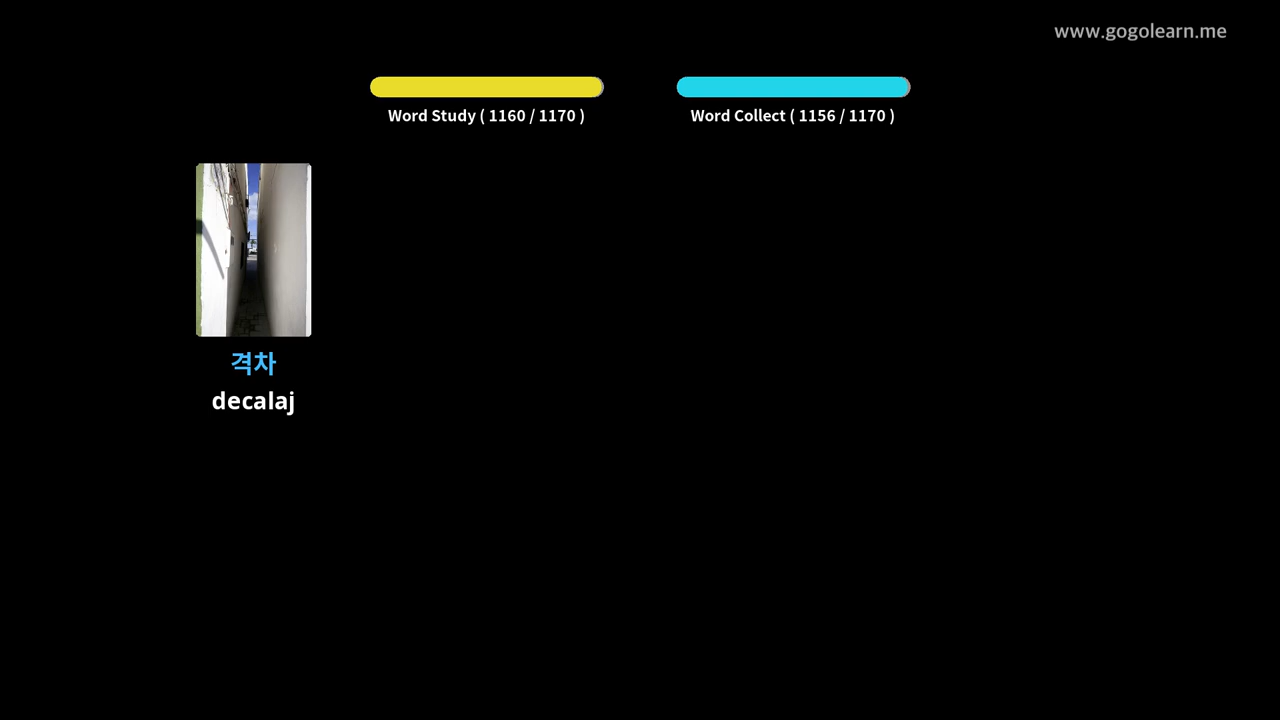 www.gogolearn.me
Word Study ( 1160 / 1170 )
Word Collect ( 1156 / 1170 )
격차
decalaj